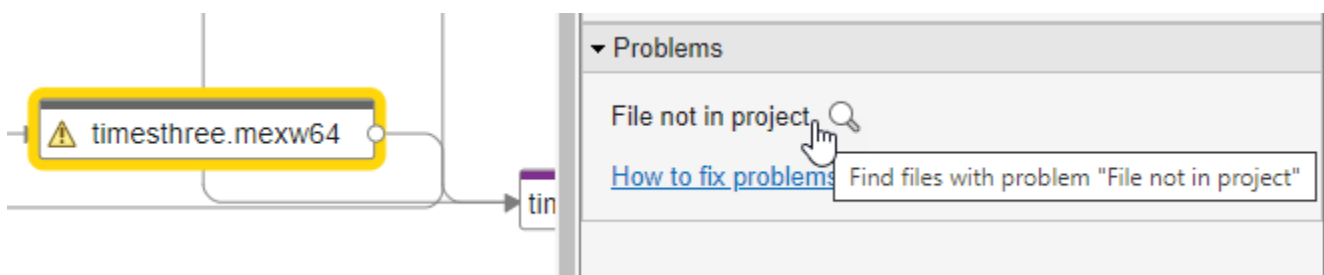 Problems
timesthree.mexw64
File not in project
How to fix problems
Find files with problem "File not in project"
tim